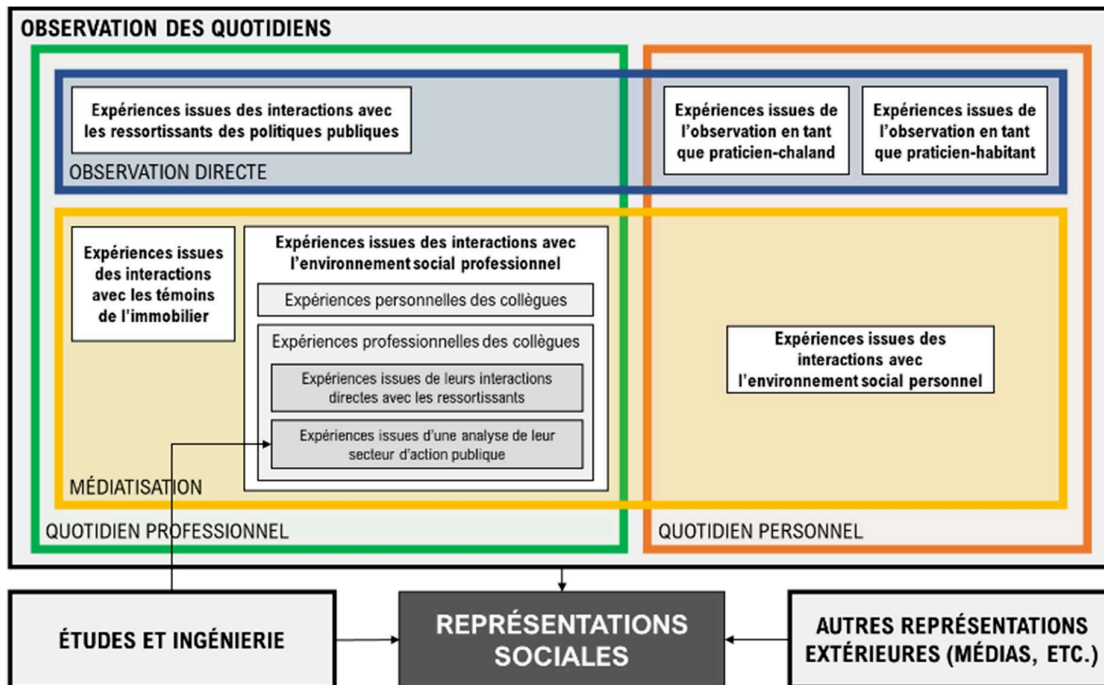 OBSERVATION DES QUOTIDIENS
Expériences issues des interactions avec
les ressortissants des politiques publiques
OBSERVATION DIRECTE
Expériences issues de
l'observation en tant
que praticien-chaland
Expériences issues de
l'observation en tant
que praticien-habitant
Expériences issues
des interactions
avec les témoins
de l'immobilier
Expériences issues des interactions avec
l'environnement social professionnel
Expériences personnelles des collègues
Expériences professionnelles des collègues
Expériences issues de leurs interactions
directes avec les ressortissants
Expériences issues d'une analyse de leur
secteur d'action publique
Expériences issues des
interactions avec
l'environnement social personnel
MÉDIATISATION
QUOTIDIEN PROFESSIONNEL
QUOTIDIEN PERSONNEL
ÉTUDES ET INGÉNIERIE
REPRÉSENTATIONS
SOCIALES
AUTRES REPRÉSENTATIONS
EXTÉRIEURES (MÉDIAS, ETC.)